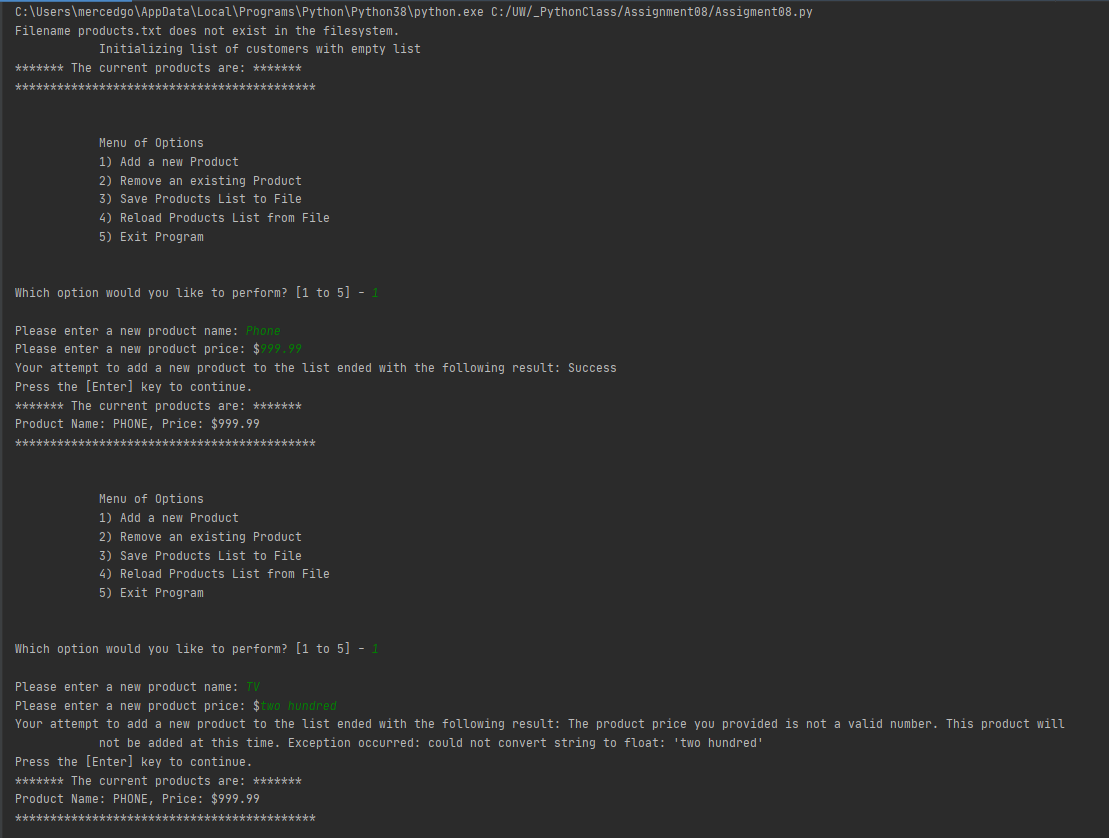 C:\Users\mercedgo\AppData\Local\Programs\Python\Python38\python.exe C:/UW/_PythonClass/Assignment08/Assigment08.py
Filename products.txt does not exist in the filesystem.
Initializing list of customers with empty list
******* The current products are: *******
*******************************************
Menu of Options
1) Add a new Product
2) Remove an existing Product
3) Save Products List to File
4) Reload Products List from File
5) Exit Program
Which option would you like to perform? [1 to 5] - 1
Please enter a new product name: Phone
Please enter a new product price: $999.99
Your attempt to add a new product to the list ended with the following result: Success
Press the [Enter] key to continue.
******* The current products are: *******
Product Name: PHONE, Price: $999.99
*******************************************
Menu of Options
1) Add a new Product
2) Remove an existing Product
3) Save Products List to File
4) Reload Products List from File
5) Exit Program
Which option would you like to perform? [1 to 5] - 1
Please enter a new product name: TV
Please enter a new product price: $two hundred
Your attempt to add a new product to the list ended with the following result: The product price you provided is not a valid number. This product will
not be added at this time. Exception occurred: could not convert string to float: 'two hundred'
Press the [Enter] key to continue.
******* The current products are: *******
Product Name: PHONE, Price: $999.99
*******************************************